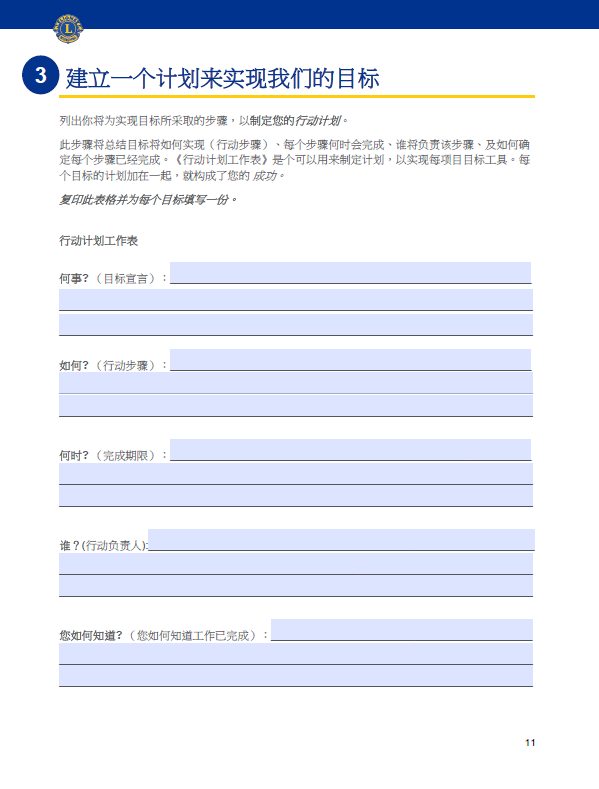 LIONS
L
INTERNATIONAL
3
建立一个计划来实现我们的目标
列出你将为实现目标所采取的步骤，以制定您的行动计划。
此步骤将总结目标将如何实现（行动步骤）、每个步骤何时会完成、谁将负责该步骤、及如何确
定每个步骤已经完成。《行动计划工作表》是个可以用来制定计划，以实现每项目目标工具。每
个目标的计划加在一起，就构成了您的 成功。
复印此表格并为每个目标填写一份。
行动计划工作表
何事?（目标宣言）：
如何?（行动步骤）：
何时?（完成期限）：
谁？(行动负责人):
您如何知道?（您如何知道工作已完成）：
11